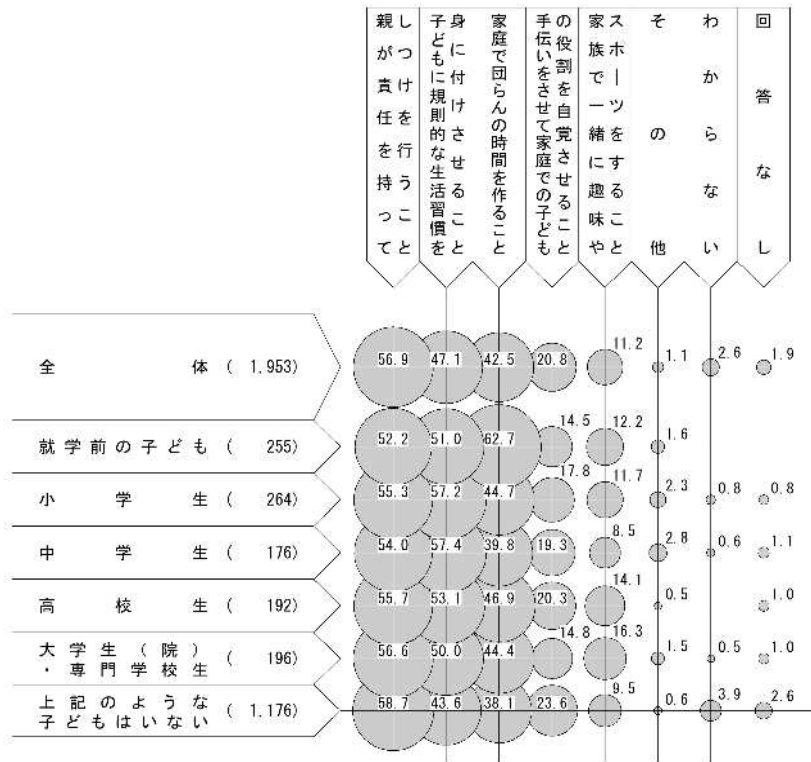 親が責任を持って
しつけを行うこと
子どもに規則的な生活習慣を
身に付けさせること
家庭で団らんの時間を作ること
手伝いをさせて家庭での子ども
の役割を自覚させること
家族で一緒に趣味や
スポーツをすること
その他
わからない
回答なし
全体 ( 1.953)
56.9 47.1 42.5 20.8 11.2 1.1 2.6 1.9
就学前の子ども ( 255)
52.2 51.0 62.7 14.5 12.2 1.6
小学生 ( 264)
55.3 57.2 44.7 17.8 11.7 2.3 0.8 0.8
中学生 ( 176)
54.0 57.4 39.8 19.3 8.5 2.8 0.6 1.1
高校生 ( 192)
55.7 53.1 46.9 20.3 14.1 0.5 1.0
大学生(院)
・専門学校生 ( 196)
56.6 50.0 44.4 14.8 16.3 1.5 0.5 1.0
上記のような
子どもはいない ( 1.176)
58.7 43.6 38.1 23.6 9.5 0.6 3.9 2.6